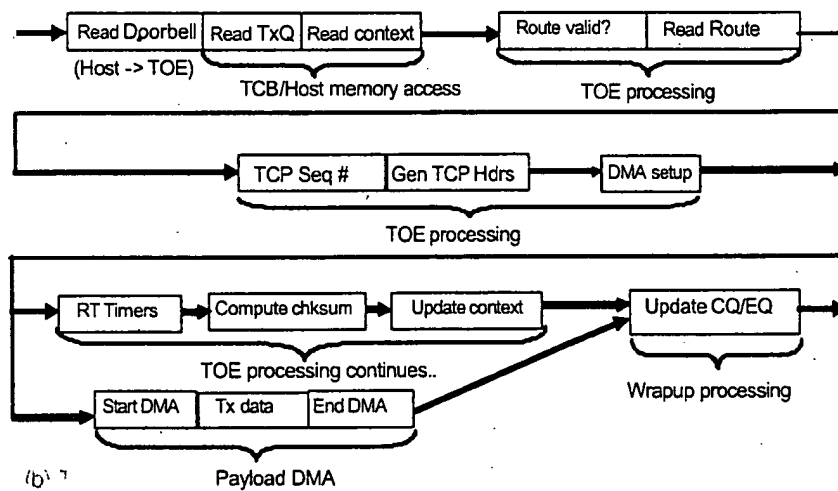 Read Doorbell Read TxQ Read context Route valid? Read Route
(Host -> TOE)
TCB/Host memory access TOE processing
TCP Seq # Gen TCP Hdrs DMA setup
TOE processing
RT Timers Compute chksum Update context Update CQ/EQ
TOE processing continues..
Wrapup processing
Start DMA Tx data End DMA
Payload DMA
(b)